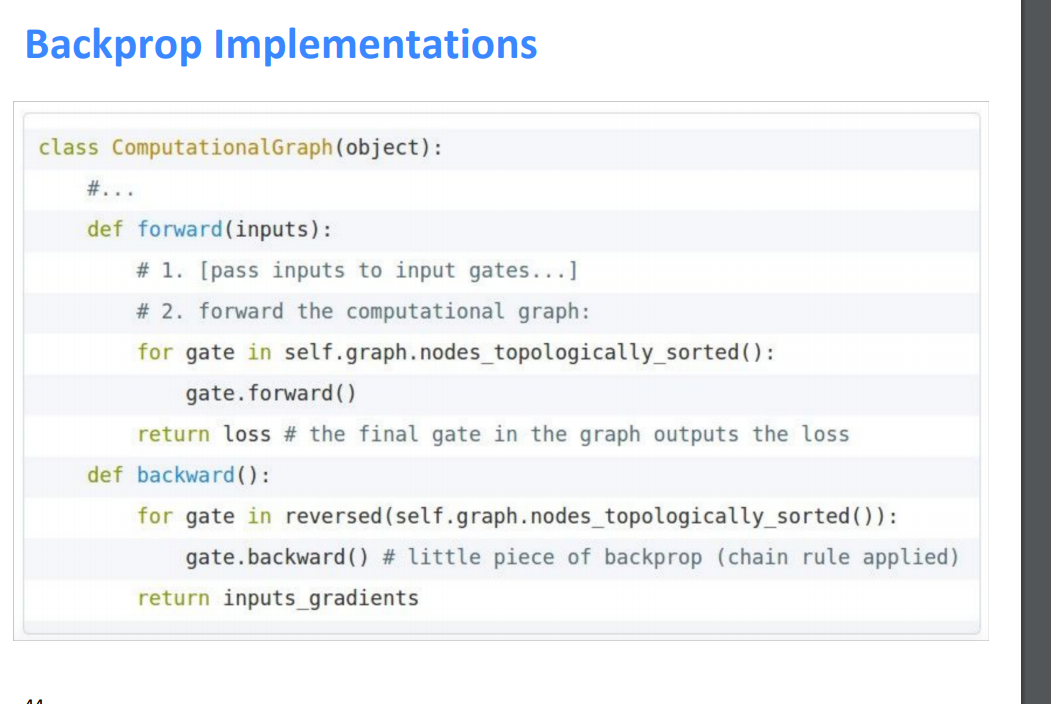 Backprop Implementations
class ComputationalGraph(object):
#...
def forward(inputs):
# 1. [pass inputs to input gates...]
# 2. forward the computational graph:
for gate in self.graph.nodes_topologically_sorted():
gate.forward()
return loss # the final gate in the graph outputs the loss
def backward():
for gate in reversed(self.graph.nodes_topologically_sorted()):
gate.backward() # little piece of backprop (chain rule applied)
return inputs_gradients